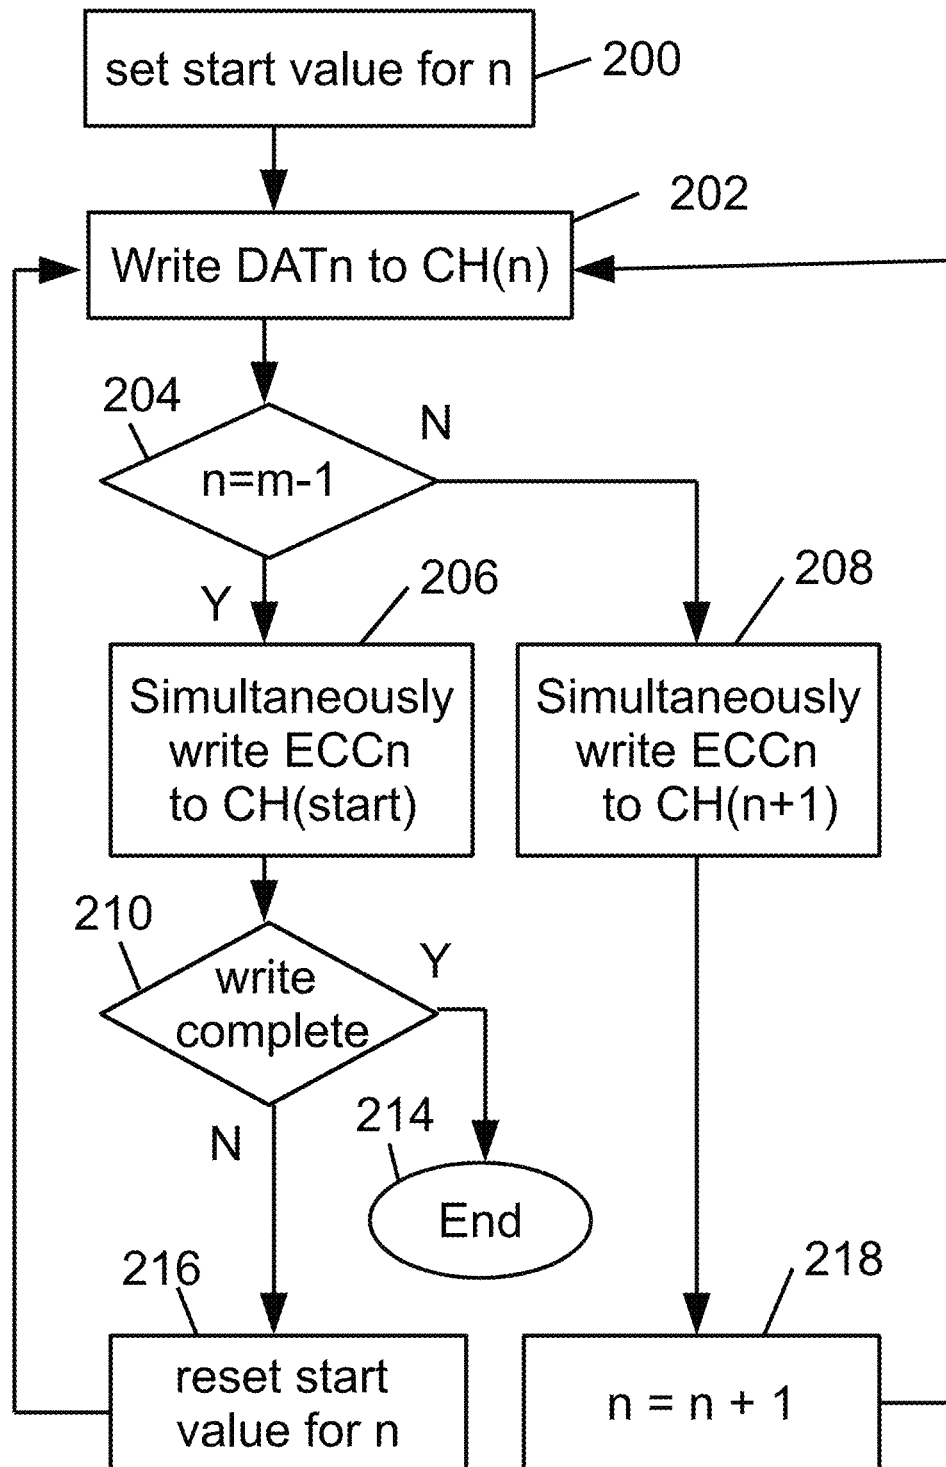 set start value for n
200
202
Write DATn to CH(n)
204
N
n=m-1
Y
206
208
Simultaneously
write ECCn
to CH(start)
Simultaneously
write ECCn
to CH(n+1)
210
Y
write
complete
N
214
End
216
218
reset start
value for n
n = n + 1